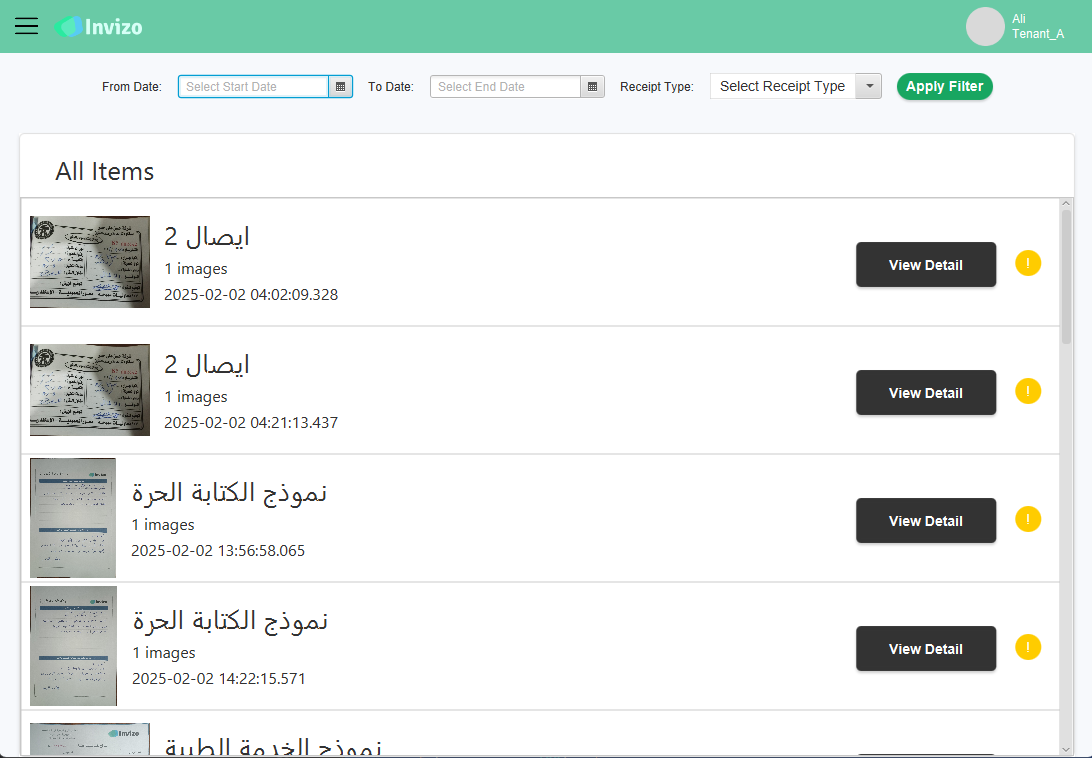 Invizo
Ali
Tenant_A
From Date: Select Start Date To Date: Select End Date Receipt Type: Select Receipt Type Apply Filter
All Items
ايصال 2
1 images
2025-02-02 04:02:09.328
View Detail
!
ايصال 2
1 images
2025-02-02 04:21:13.437
View Detail
!
نموذج الكتابة الحرة
1 images
2025-02-02 13:56:58.065
View Detail
!
نموذج الكتابة الحرة
1 images
2025-02-02 14:22:15.571
View Detail
!
Invizo
نموذج الخدمة الطبية